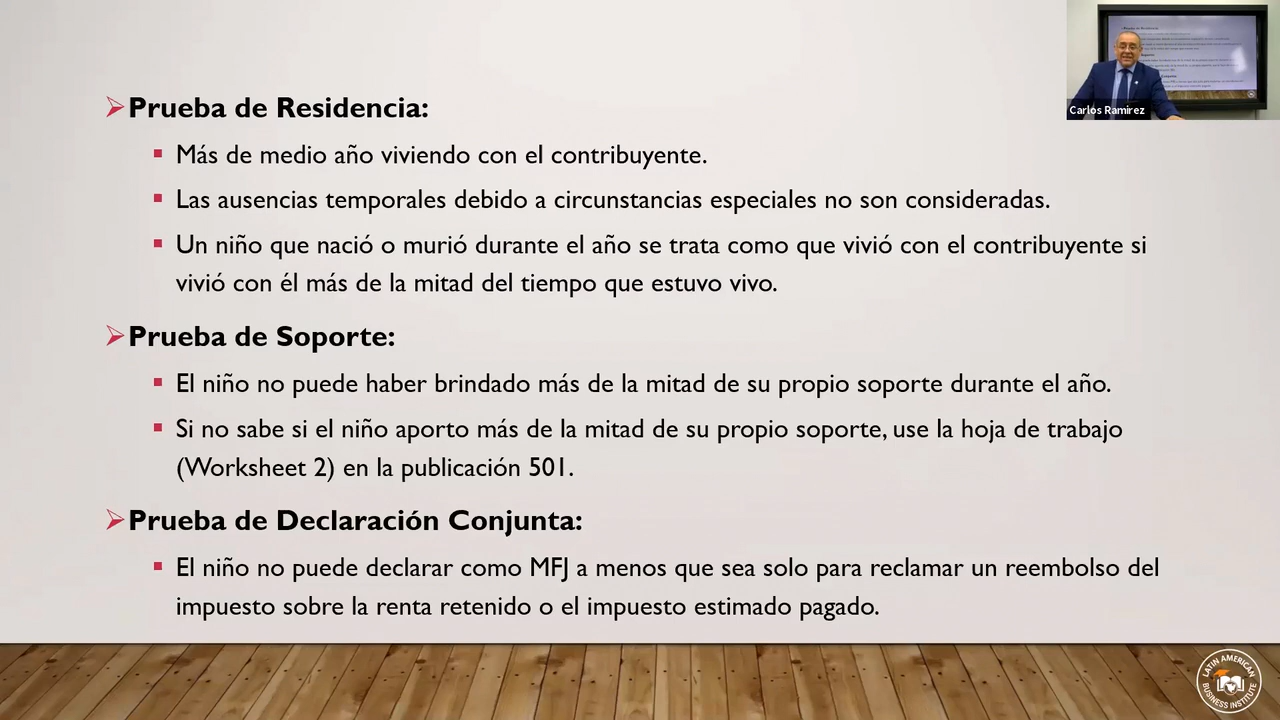 Prueba de Residencia:
Más de medio año viviendo con el contribuyente.
Las ausencias temporales debido a circunstancias especiales no son consideradas.
Un niño que nació o murió durante el año se trata como que vivió con el contribuyente si
vivió con él más de la mitad del tiempo que estuvo vivo.
Prueba de Soporte:
El niño no puede haber brindado más de la mitad de su propio soporte durante el año.
Si no sabe si el niño aporto más de la mitad de su propio soporte, use la hoja de trabajo
(Worksheet 2) en la publicación 501.
Prueba de Declaración Conjunta:
El niño no puede declarar como MFJ a menos que sea solo para reclamar un reembolso del
impuesto sobre la renta retenido o el impuesto estimado pagado.
Carlos Ramirez
LATIN AMERICAN
BUSINESS INSTITUTE